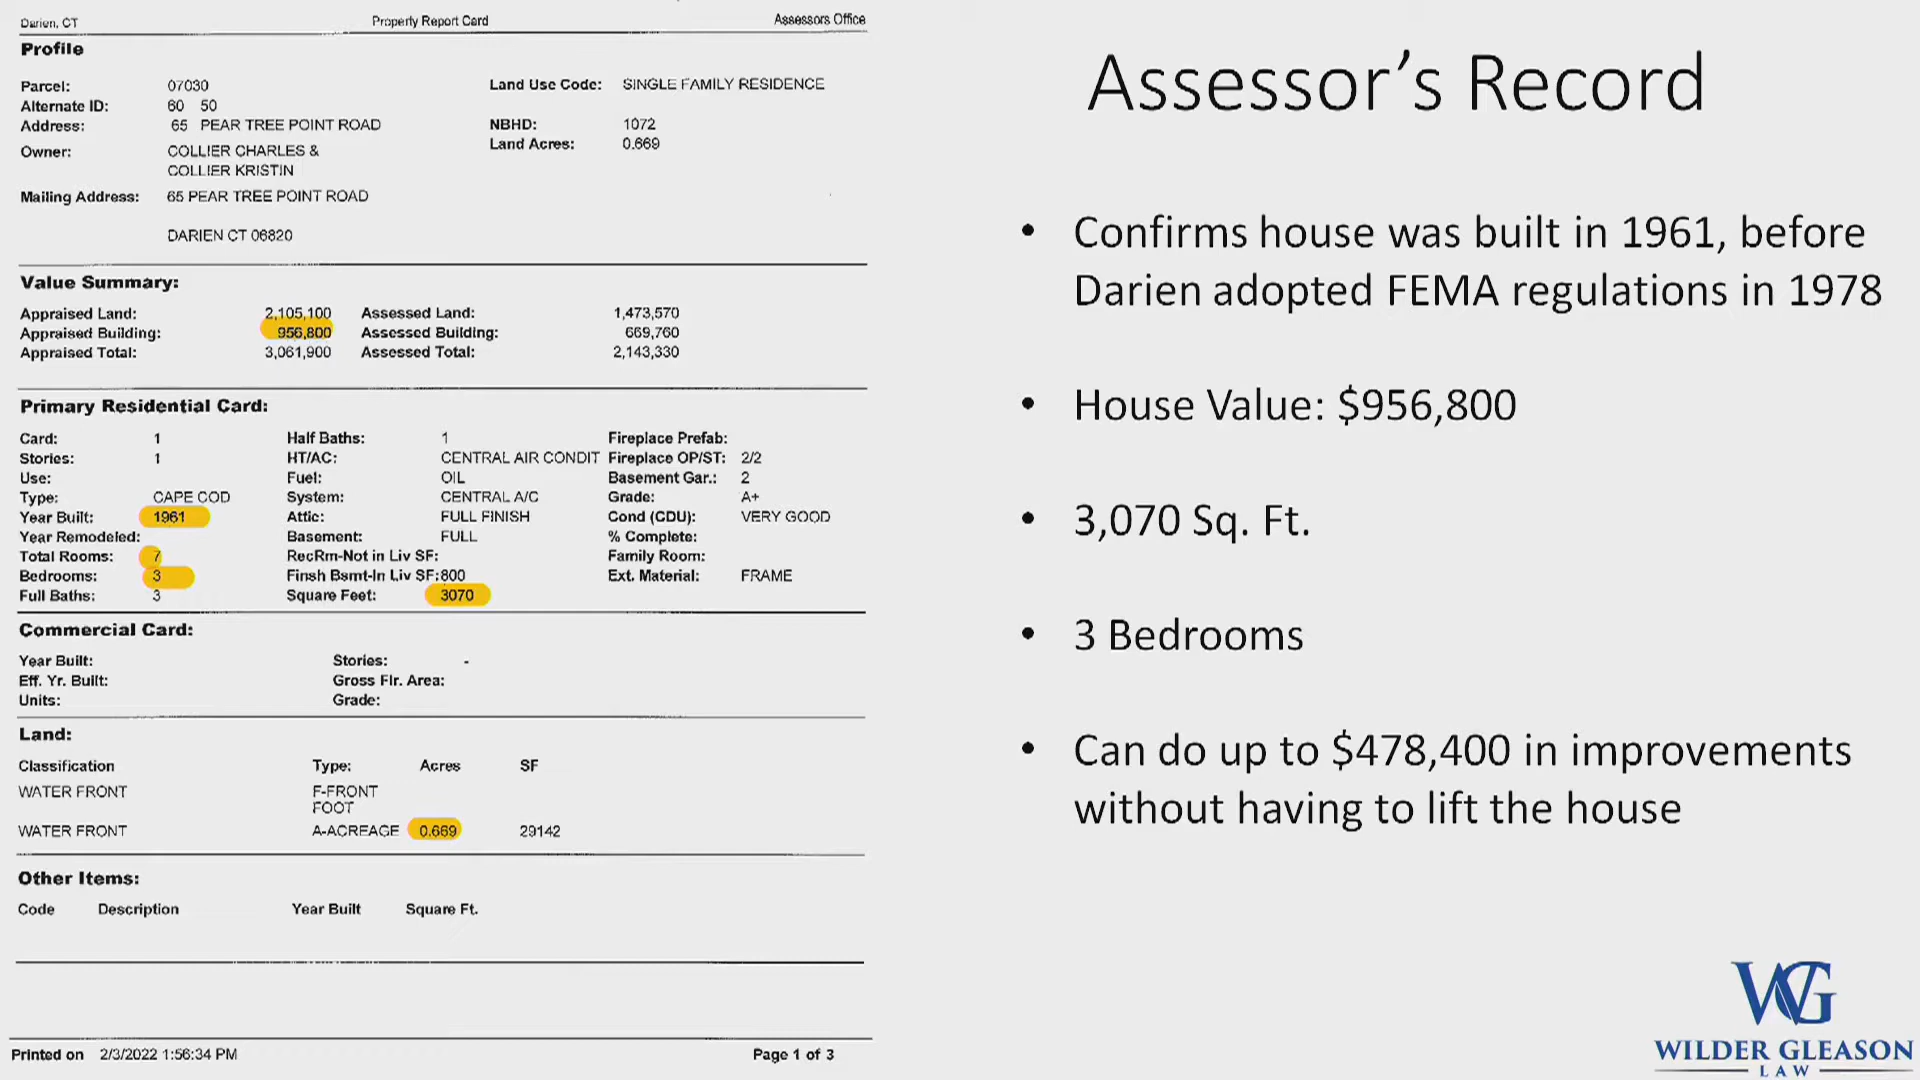 Darien, CT Property Report Card Assessors Office
Profile
Parcel: 07030 Land Use Code: SINGLE FAMILY RESIDENCE
Alternate ID: 60 50
Address: 65 PEAR TREE POINT ROAD NBHD: 1072
Owner: COLLIER CHARLES & Land Acres: 0.669
COLLIER KRISTIN
Mailing Address: 65 PEAR TREE POINT ROAD
DARIEN CT 06820
Value Summary:
Appraised Land: 2,105,100 Assessed Land: 1,473,570
Appraised Building: 956,800 Assessed Building: 669,760
Appraised Total: 3,061,900 Assessed Total: 2,143,330
Primary Residential Card:
Card: 1 Half Baths: 1 Fireplace Prefab:
Stories: 1 HT/AC: CENTRAL AIR CONDIT Fireplace OP/ST: 2/2
Use: Fuel: OIL Basement Gar.: 2
Type: CAPE COD System: CENTRAL A/C Grade: A+
Year Built: 1961 Attic: FULL FINISH Cond (CDU): VERY GOOD
Year Remodeled: Basement: FULL % Complete:
Total Rooms: 7 RecRm-Not in Liv SF: Family Room:
Bedrooms: 3 Finsh Bsmt-In Liv SF: 800 Ext. Material: FRAME
Full Baths: 3 Square Feet: 3070
Commercial Card:
Year Built: Stories: -
Eff. Yr. Built: Gross Flr. Area:
Units: Grade:
Land:
Classification Type: Acres SF
WATER FRONT F-FRONT
FOOT
WATER FRONT A-ACREAGE 0.669 29142
Other Items:
Code Description Year Built Square Ft.
Printed on 2/3/2022 1:56:34 PM Page 1 of 3
Assessor’s Record
• Confirms house was built in 1961, before
Darien adopted FEMA regulations in 1978
• House Value: $956,800
• 3,070 Sq. Ft.
• 3 Bedrooms
• Can do up to $478,400 in improvements
without having to lift the house
WG
WILDER GLEASON
LAW